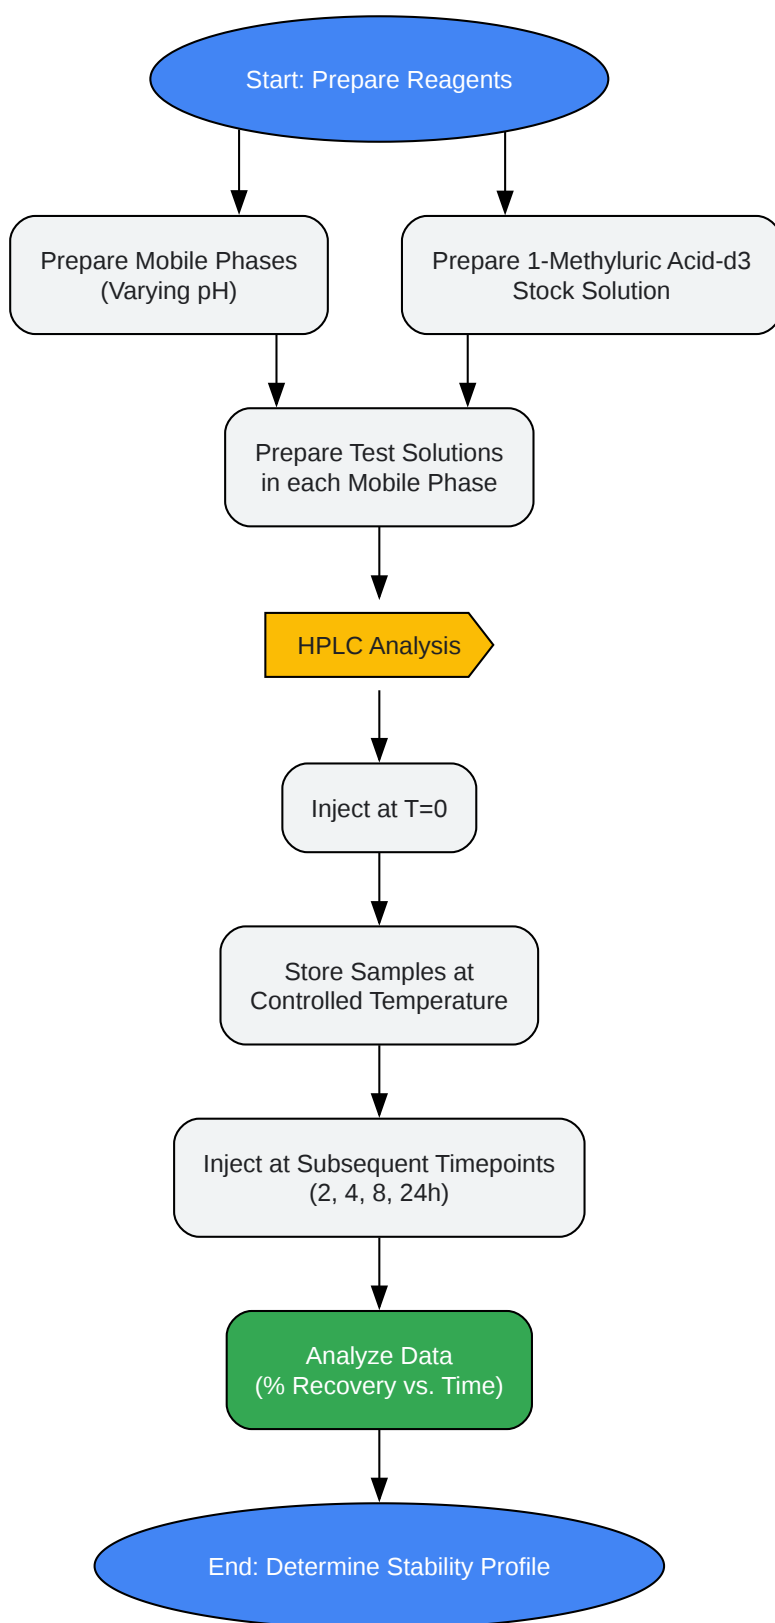 Start: Prepare Reagents
Prepare Mobile Phases
(Varying pH)
Prepare 1-Methyluric Acid-d3
Stock Solution
Prepare Test Solutions
in each Mobile Phase
HPLC Analysis
Inject at T=0
Store Samples at
Controlled Temperature
Inject at Subsequent Timepoints
(2, 4, 8, 24h)
Analyze Data
(% Recovery vs. Time)
End: Determine Stability Profile